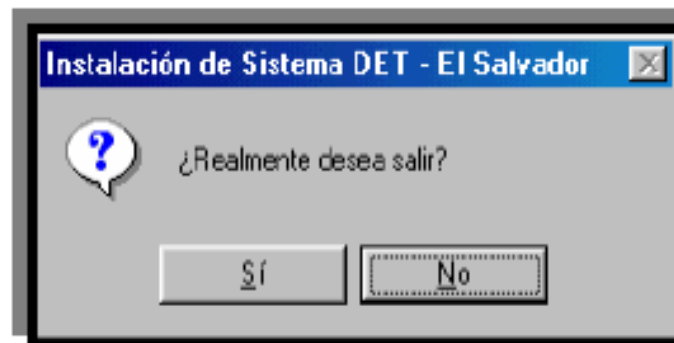 Instalación de Sistema DET - El Salvador
¿Realmente desea salir?
Sí
No